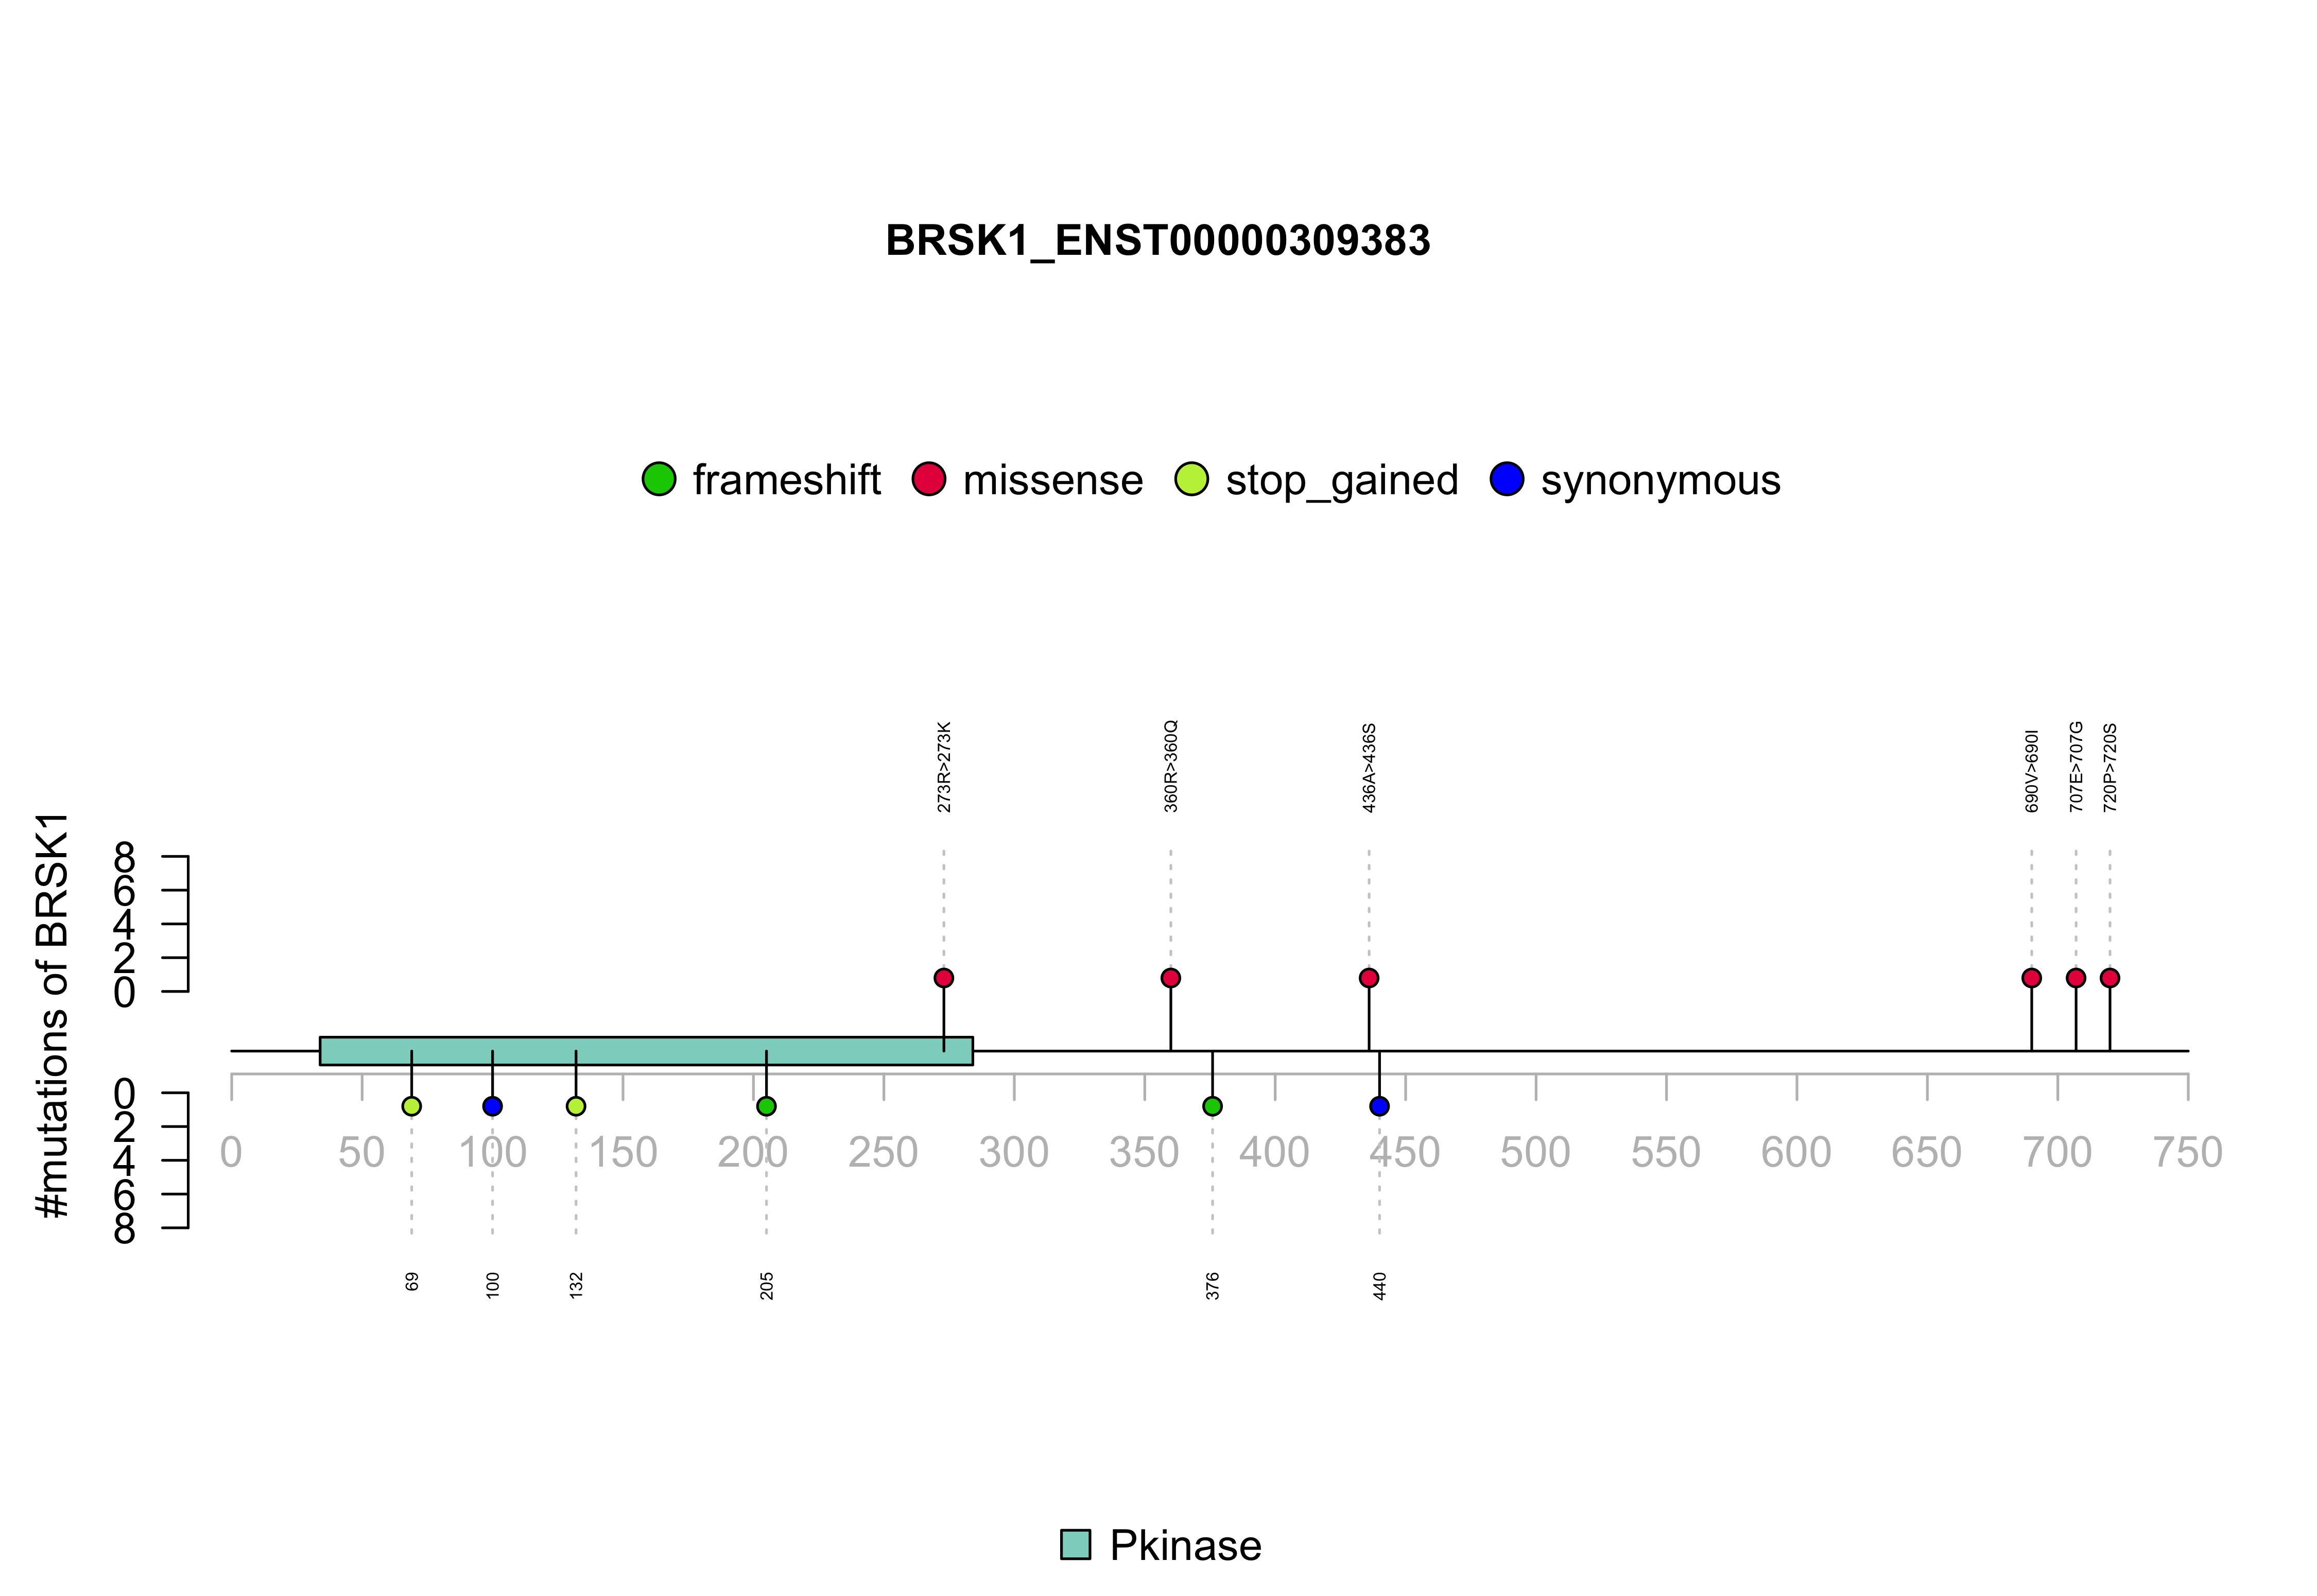 BRSK1_ENST00000309383
frameshift missense stop_gained synonymous
273R>273K
360R>360Q
436A>436S
690V>690I
707E>707G
720P>720S
#mutations of BRSK1
8
6
4
2
0
0
2
4
6
8
0 50 100 150 200 250 300 350 400 450 500 550 600 650 700 750
69
100
132
205
376
440
Pkinase